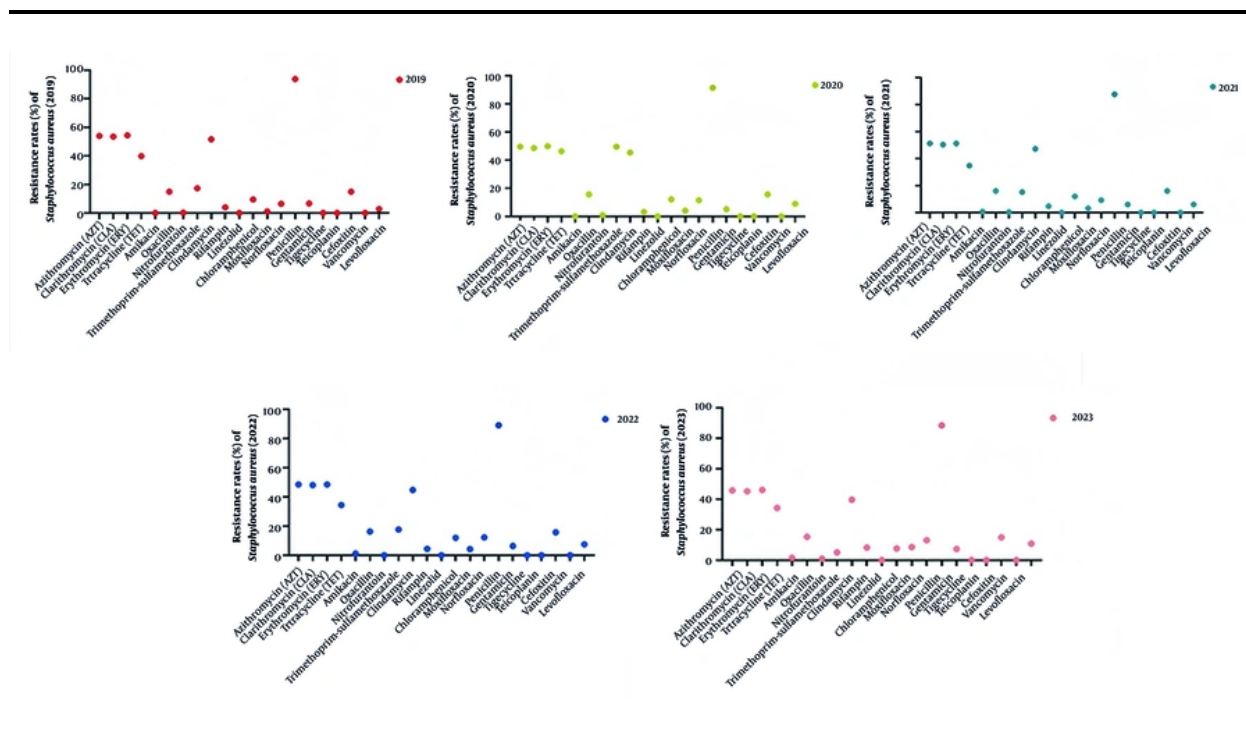 Resistance rates (%) of
Staphylococcus aureus (2019)
100
80
60
40
20
0
2019
Azithromycin (AZT)
Clarithromycin (CLA)
Erythromycin (ERY)
Trtracycline (TET)
Amikacin
Oxacillin
Nitrofurantoin
Trimethoprim-sulfamethoxazole
Clindamycin
Rifampin
Linezolid
Chloramphenicol
Moxifloxacin
Norfloxacin
Penicillin
Gentamicin
Tigecycline
Teicoplanin
Cefoxitin
Vancomycin
Levofloxacin
Resistance rates (%) of
Staphylococcus aureus (2020)
100
80
60
40
20
0
2020
Azithromycin (AZT)
Clarithromycin (CLA)
Erythromycin (ERY)
Trtracycline (TET)
Amikacin
Oxacillin
Nitrofurantoin
Trimethoprim-sulfamethoxazole
Clindamycin
Rifampin
Linezolid
Chloramphenicol
Moxifloxacin
Norfloxacin
Penicillin
Gentamicin
Tigecycline
Teicoplanin
Cefoxitin
Vancomycin
Levofloxacin
Resistance rates (%) of
Staphylococcus aureus (2021)
2021
Azithromycin (AZT)
Clarithromycin (CLA)
Erythromycin (ERY)
Trtracycline (TET)
Amikacin
Oxacillin
Nitrofurantoin
Trimethoprim-sulfamethoxazole
Clindamycin
Rifampin
Linezolid
Chloramphenicol
Moxifloxacin
Norfloxacin
Penicillin
Gentamicin
Tigecycline
Teicoplanin
Cefoxitin
Vancomycin
Levofloxacin
Resistance rates (%) of
Staphylococcus aureus (2022)
100
80
60
40
20
0
2022
Azithromycin (AZT)
Clarithromycin (CLA)
Erythromycin (ERY)
Trtracycline (TET)
Amikacin
Oxacillin
Nitrofurantoin
Trimethoprim-sulfamethoxazole
Clindamycin
Rifampin
Linezolid
Chloramphenicol
Moxifloxacin
Norfloxacin
Penicillin
Gentamicin
Tigecycline
Teicoplanin
Cefoxitin
Vancomycin
Levofloxacin
Resistance rates (%) of
Staphylococcus aureus (2023)
100
80
60
40
20
0
2023
Azithromycin (AZT)
Clarithromycin (CLA)
Erythromycin (ERY)
Trtracycline (TET)
Amikacin
Oxacillin
Nitrofurantoin
Trimethoprim-sulfamethoxazole
Clindamycin
Rifampin
Linezolid
Chloramphenicol
Moxifloxacin
Norfloxacin
Penicillin
Gentamicin
Tigecycline
Teicoplanin
Cefoxitin
Vancomycin
Levofloxacin